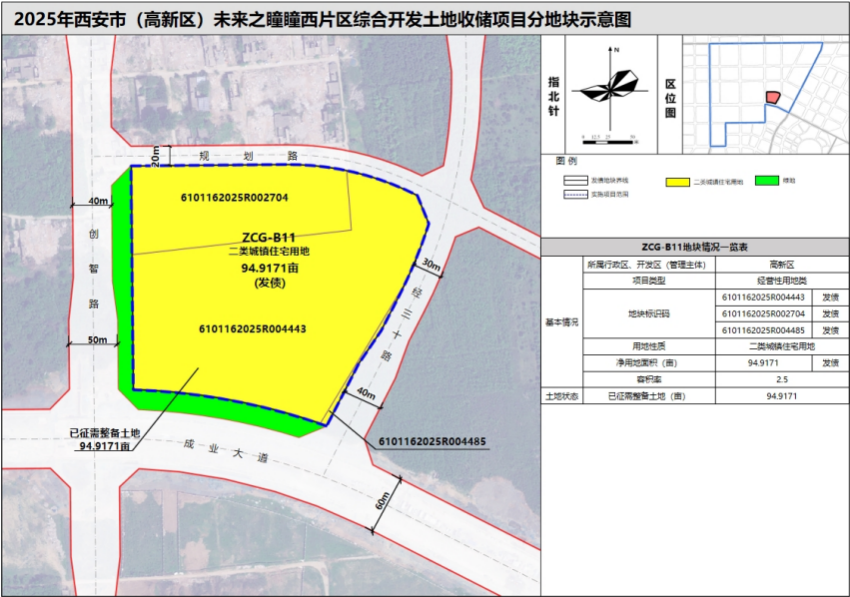 2025年西安市（高新区）未来之瞳瞳西片区综合开发土地收储项目分地块示意图
20m
规划路
6101162025R002704
40m
ZCG-B11
二类城镇住宅用地
94.9171亩
(发债)
创智路
30m
经三十路
6101162025R004443
50m
40m
已征需整备土地
94.9171亩
6101162025R004485
成业大道
60m
指北针
N
区位图
图例
发债地块界线
二类城镇住宅用地
绿地
实施项目范围
ZCG-B11地块情况一览表
基本情况
所属行政区、开发区（管理主体） 高新区
项目类型 经营性用地类
地块标识码 6101162025R004443 发债
6101162025R002704 发债
6101162025R004485 发债
用地性质 二类城镇住宅用地
净用地面积（亩） 94.9171 发债
容积率 2.5
土地状态 已征需整备土地（亩） 94.9171